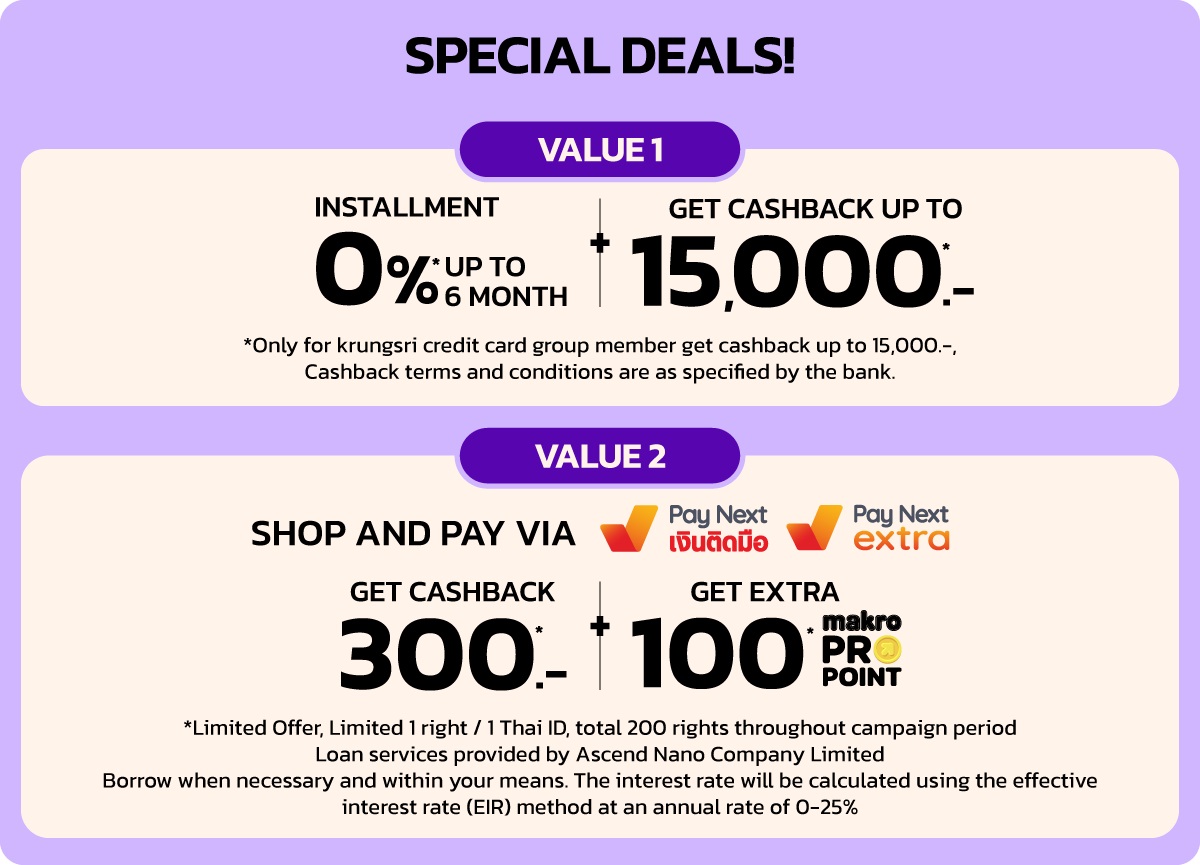 SPECIAL DEALS!
VALUE 1
INSTALLMENT
0%* UP TO
6 MONTH
+
GET CASHBACK UP TO
15,000.-*
*Only for krungsri credit card group member get cashback up to 15,000.-,
Cashback terms and conditions are as specified by the bank.
VALUE 2
SHOP AND PAY VIA
Pay Next
เงินติดมือ
Pay Next
extra
GET CASHBACK
300.-*
+
GET EXTRA
100*
makro
PRO
POINT
*Limited Offer, Limited 1 right / 1 Thai ID, total 200 rights throughout campaign period
Loan services provided by Ascend Nano Company Limited
Borrow when necessary and within your means. The interest rate will be calculated using the effective
interest rate (EIR) method at an annual rate of 0-25%